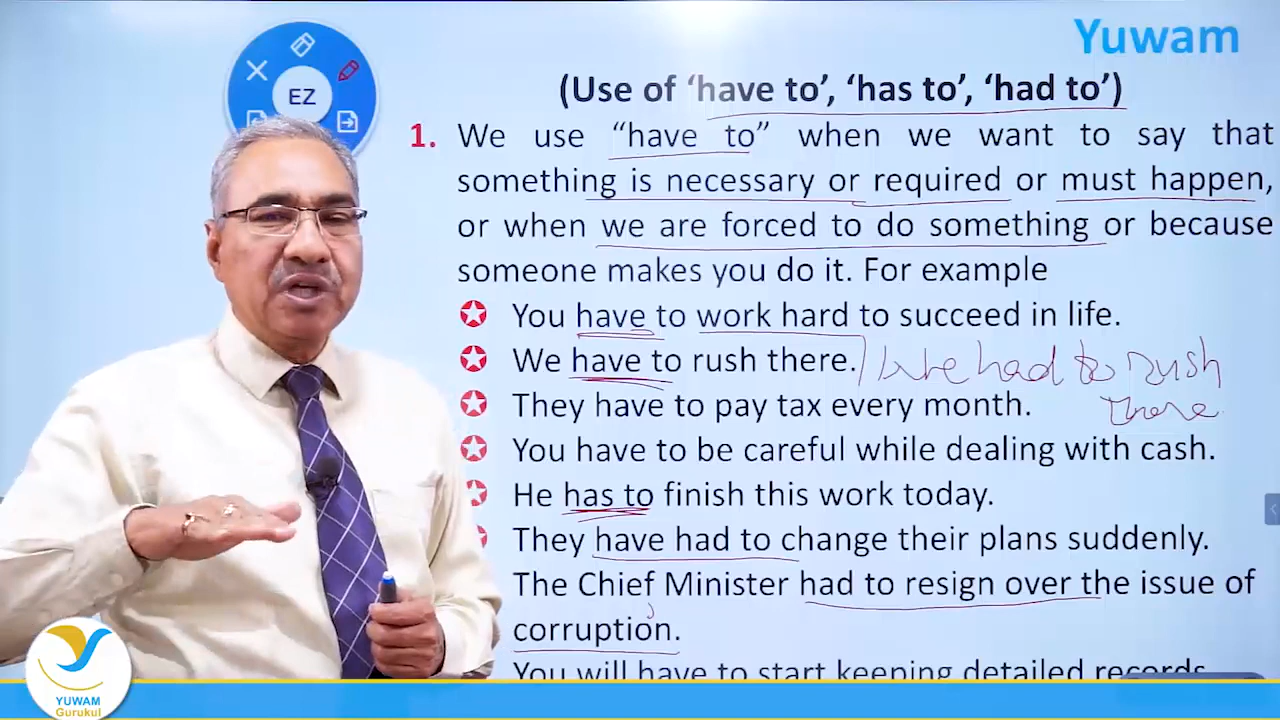 Yuwam
EZ
(Use of ‘have to’, ‘has to’, ‘had to’)
1. We use “have to” when we want to say that
something is necessary or required or must happen,
or when we are forced to do something or because
someone makes you do it. For example
You have to work hard to succeed in life.
We have to rush there. / We had to rush
there.
They have to pay tax every month.
You have to be careful while dealing with cash.
He has to finish this work today.
They have had to change their plans suddenly.
The Chief Minister had to resign over the issue of
corruption.
You will have to start keeping detailed records
YUWAM
Gurukul